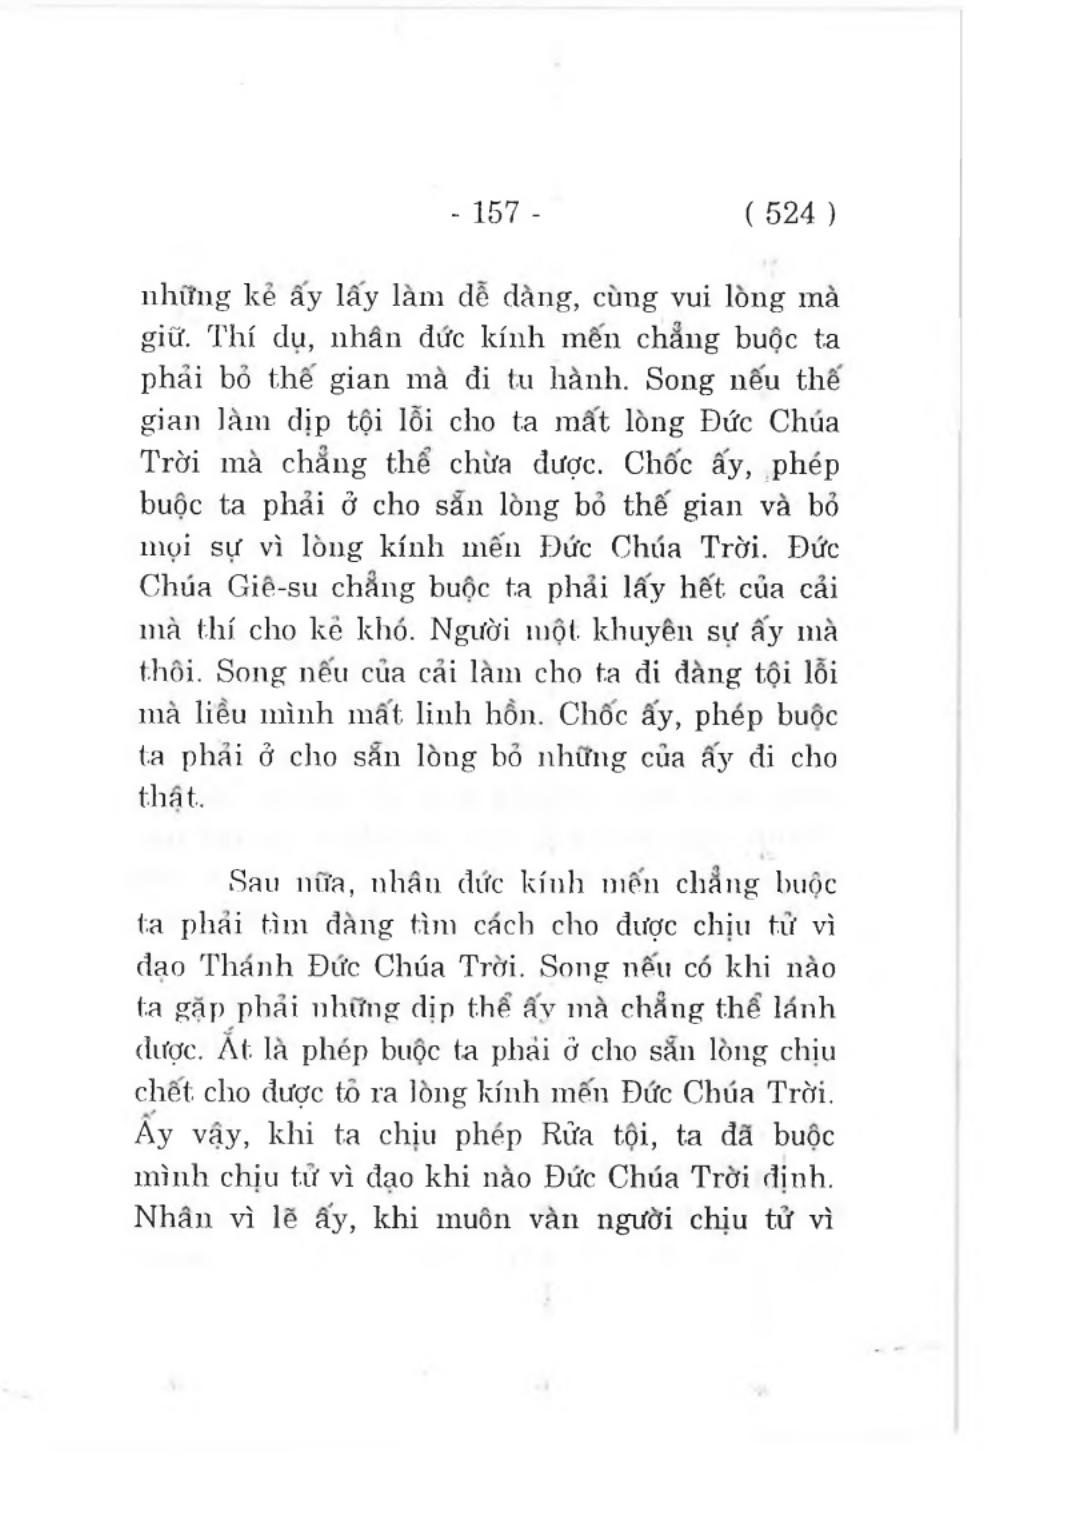 - 157 - ( 524 )
những kẻ ấy lấy làm dễ dàng, cùng vui lòng mà
giữ. Thí dụ, nhân đức kính mến chẳng buộc ta
phải bỏ thế gian mà đi tu hành. Song nếu thế
gian làm dịp tội lỗi cho ta mất lòng Đức Chúa
Trời mà chẳng thể chừa được. Chốc ấy, phép
buộc ta phải ở cho sẵn lòng bỏ thế gian và bỏ
mọi sự vì lòng kính mến Đức Chúa Trời. Đức
Chúa Giê-su chẳng buộc ta phải lấy hết của cải
mà thí cho kẻ khó. Người một khuyên sự ấy mà
thôi. Song nếu của cải làm cho ta đi đàng tội lỗi
mà liều mình mất linh hồn. Chốc ấy, phép buộc
ta phải ở cho sẵn lòng bỏ những của ấy đi cho
thật.
Sau nữa, nhân đức kính mến chẳng buộc
ta phải tìm đàng tìm cách cho được chịu tử vì
đạo Thánh Đức Chúa Trời. Song nếu có khi nào
ta gặp phải những dịp thể ấy mà chẳng thể lánh
được. Ắt là phép buộc ta phải ở cho sẵn lòng chịu
chết cho được tỏ ra lòng kính mến Đức Chúa Trời.
Ấy vậy, khi ta chịu phép Rửa tội, ta đã buộc
mình chịu tử vì đạo khi nào Đức Chúa Trời định.
Nhân vì lẽ ấy, khi muôn vàn người chịu tử vì